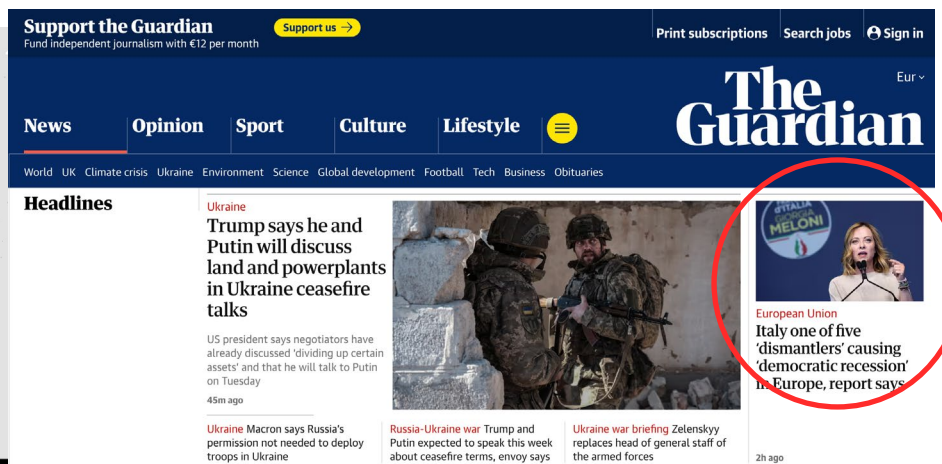 Support the Guardian
Fund independent journalism with €12 per month
Support us →
Print subscriptions
Search jobs
Sign in
Eur
The
Guardian
News
Opinion
Sport
Culture
Lifestyle
World UK Climate crisis Ukraine Environment Science Global development Football Tech Business Obituaries
Headlines
Ukraine
Trump says he and
Putin will discuss
land and powerplants
in Ukraine ceasefire
talks
US president says negotiators have
already discussed 'dividing up certain
assets' and that he will talk to Putin
on Tuesday
45m ago
D'ITALIA
GIORGIA
MELONI
European Union
Italy one of five
'dismantlers' causing
'democratic recession'
in Europe, report says
2h ago
Ukraine Macron says Russia's
permission not needed to deploy
troops in Ukraine
Russia-Ukraine war Trump and
Putin expected to speak this week
about ceasefire terms, envoy says
Ukraine war briefing Zelenskyy
replaces head of general staff of
the armed forces